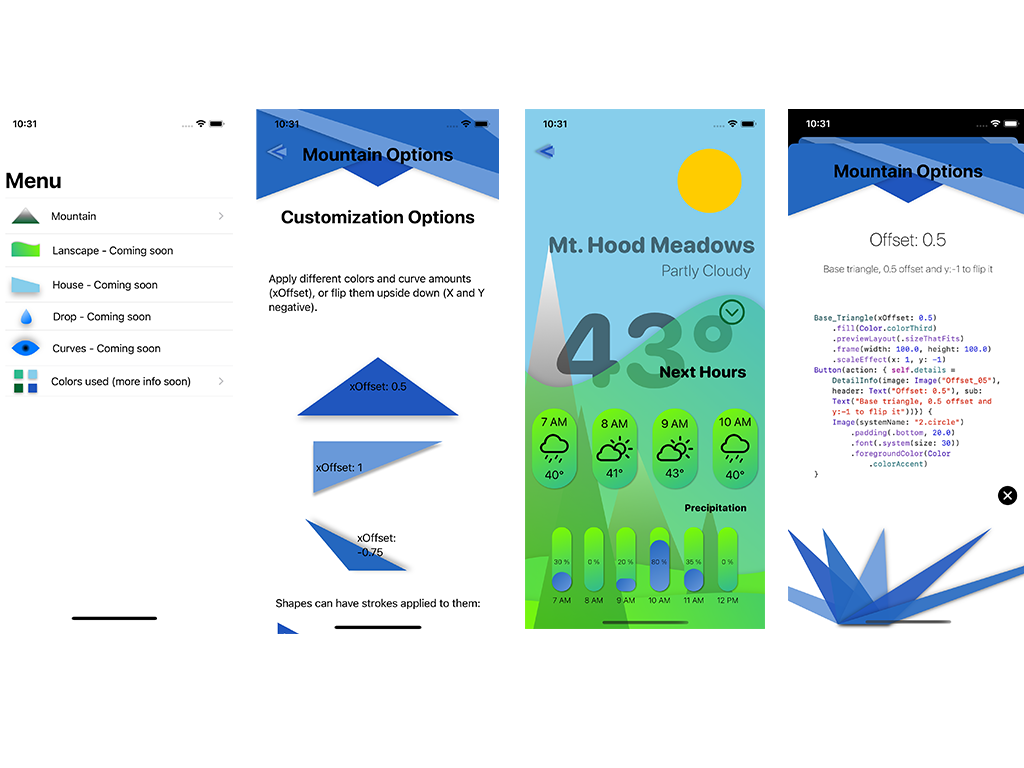 10:31
Menu
Mountain
Lanscape - Coming soon
House - Coming soon
Drop - Coming soon
Curves - Coming soon
Colors used (more info soon)
10:31
Mountain Options
Customization Options
Apply different colors and curve amounts
(xOffset), or flip them upside down (X and Y
negative).
xOffset: 0.5
xOffset: 1
xOffset:
-0.75
Shapes can have strokes applied to them:
10:31
Mt. Hood Meadows
Partly Cloudy
43°
Next Hours
7 AM 8 AM 9 AM 10 AM
40° 41° 43° 40°
Precipitation
30 % 0 % 20 % 80 % 35 % 0 %
7 AM 8 AM 9 AM 10 AM 11 AM 12 PM
10:31
Mountain Options
Offset: 0.5
Base triangle, 0.5 offset and y:-1 to flip it
Base_Triangle(xOffset: 0.5)
.fill(Color.colorThird)
.previewLayout(.sizeThatFits)
.frame(width: 100.0, height: 100.0)
.scaleEffect(x: 1, y: -1)
Button(action: { self.details =
DetailInfo(image: Image("Offset_05"),
header: Text("Offset: 0.5"), sub:
Text("Base triangle, 0.5 offset and
y:-1 to flip it"))}) {
Image(systemName: "2.circle")
.padding(.bottom, 20.0)
.font(.system(size: 30))
.foregroundColor(Color
.colorAccent)
}